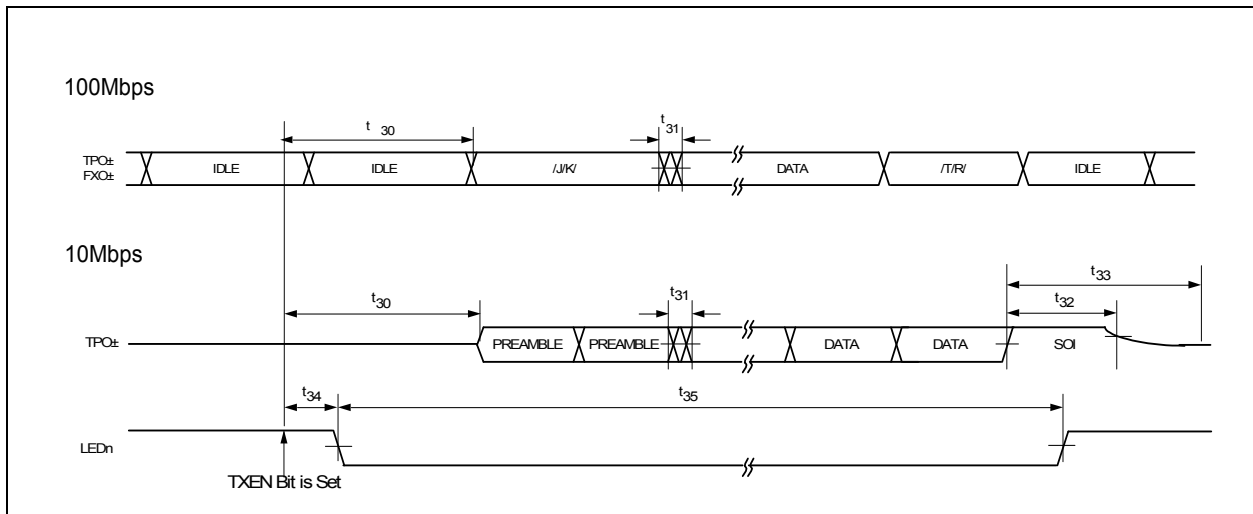 100Mbps
t 30
t31
TPO±
FXO±
IDLE
IDLE
/J/K/
DATA
/T/R/
IDLE
10Mbps
t33
t30
t31
t32
TPO±
PREAMBLE
PREAMBLE
DATA
DATA
SOI
t34
t35
LEDn
TXEN Bit is Set